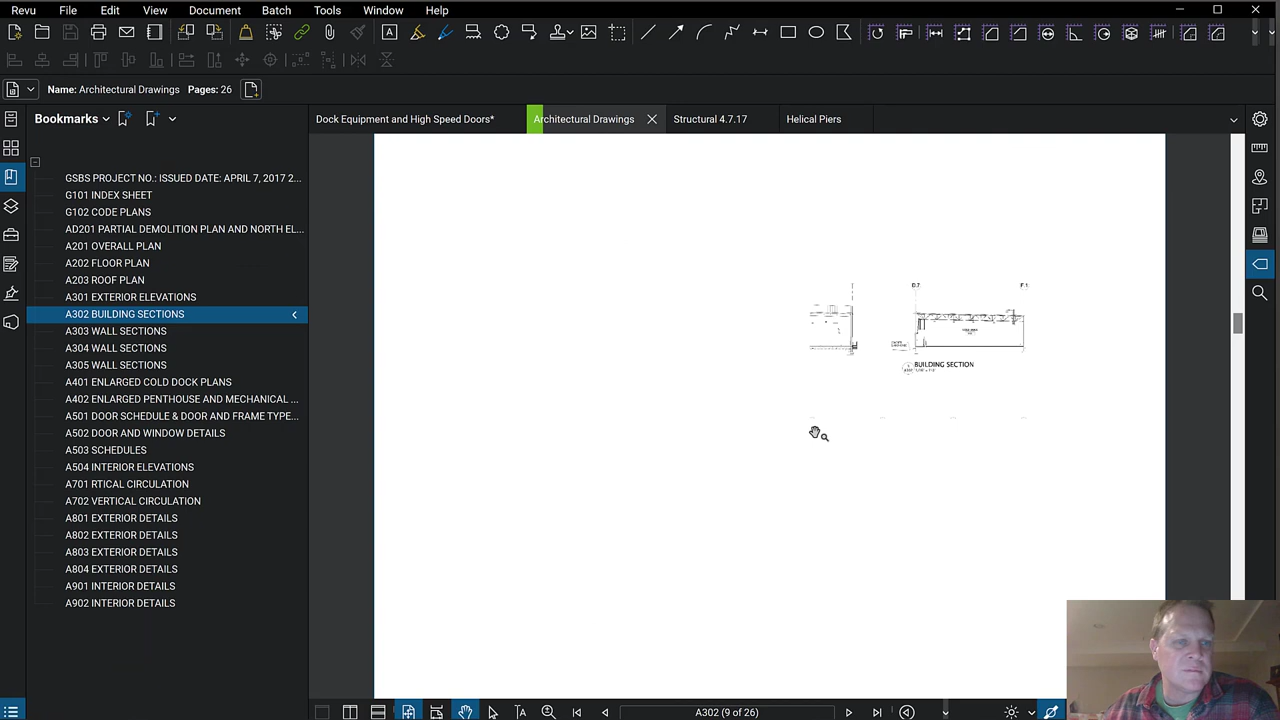 Revu File Edit View Document Batch Tools Window Help
Name: Architectural Drawings Pages: 26
Bookmarks
Dock Equipment and High Speed Doors*
Architectural Drawings
Structural 4.7.17
Helical Piers
GSBS PROJECT NO.: ISSUED DATE: APRIL 7, 2017 2...
G101 INDEX SHEET
G102 CODE PLANS
AD201 PARTIAL DEMOLITION PLAN AND NORTH EL...
A201 OVERALL PLAN
A202 FLOOR PLAN
A203 ROOF PLAN
A301 EXTERIOR ELEVATIONS
A302 BUILDING SECTIONS
A303 WALL SECTIONS
A304 WALL SECTIONS
A305 WALL SECTIONS
A401 ENLARGED COLD DOCK PLANS
A402 ENLARGED PENTHOUSE AND MECHANICAL ...
A501 DOOR SCHEDULE & DOOR AND FRAME TYPE...
A502 DOOR AND WINDOW DETAILS
A503 SCHEDULES
A504 INTERIOR ELEVATIONS
A701 RTICAL CIRCULATION
A702 VERTICAL CIRCULATION
A801 EXTERIOR DETAILS
A802 EXTERIOR DETAILS
A803 EXTERIOR DETAILS
A804 EXTERIOR DETAILS
A901 INTERIOR DETAILS
A902 INTERIOR DETAILS
D.7 F.1
BUILDING SECTION
A302 (9 of 26)